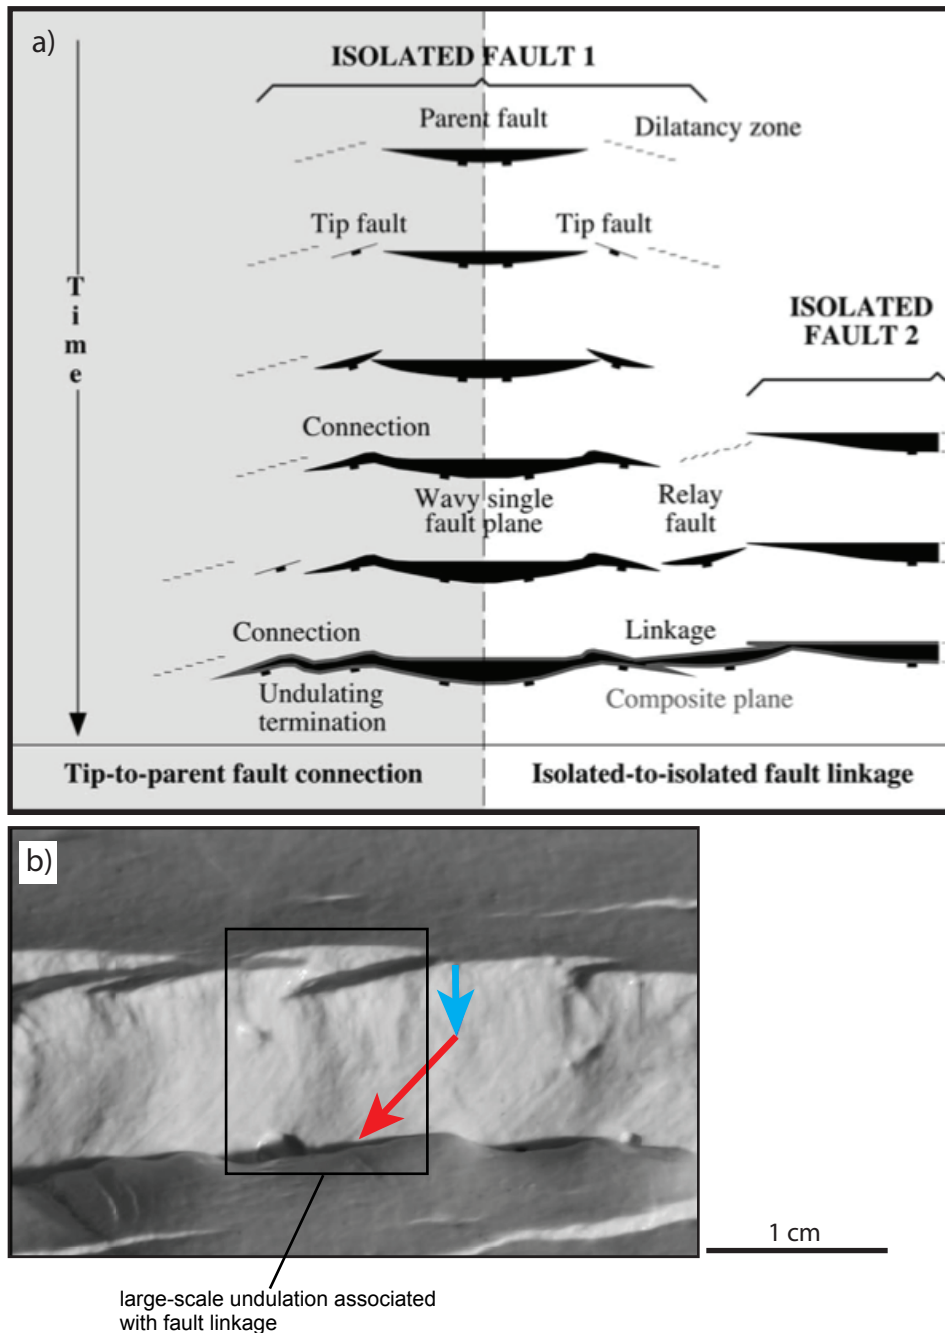 a)
ISOLATED FAULT 1
Parent fault
Dilatancy zone
Tip fault
Tip fault
Time
ISOLATED
FAULT 2
Connection
Wavy single
fault plane
Relay
fault
Connection
Linkage
Undulating
termination
Composite plane
Tip-to-parent fault connection
Isolated-to-isolated fault linkage
b)
1 cm
large-scale undulation associated
with fault linkage